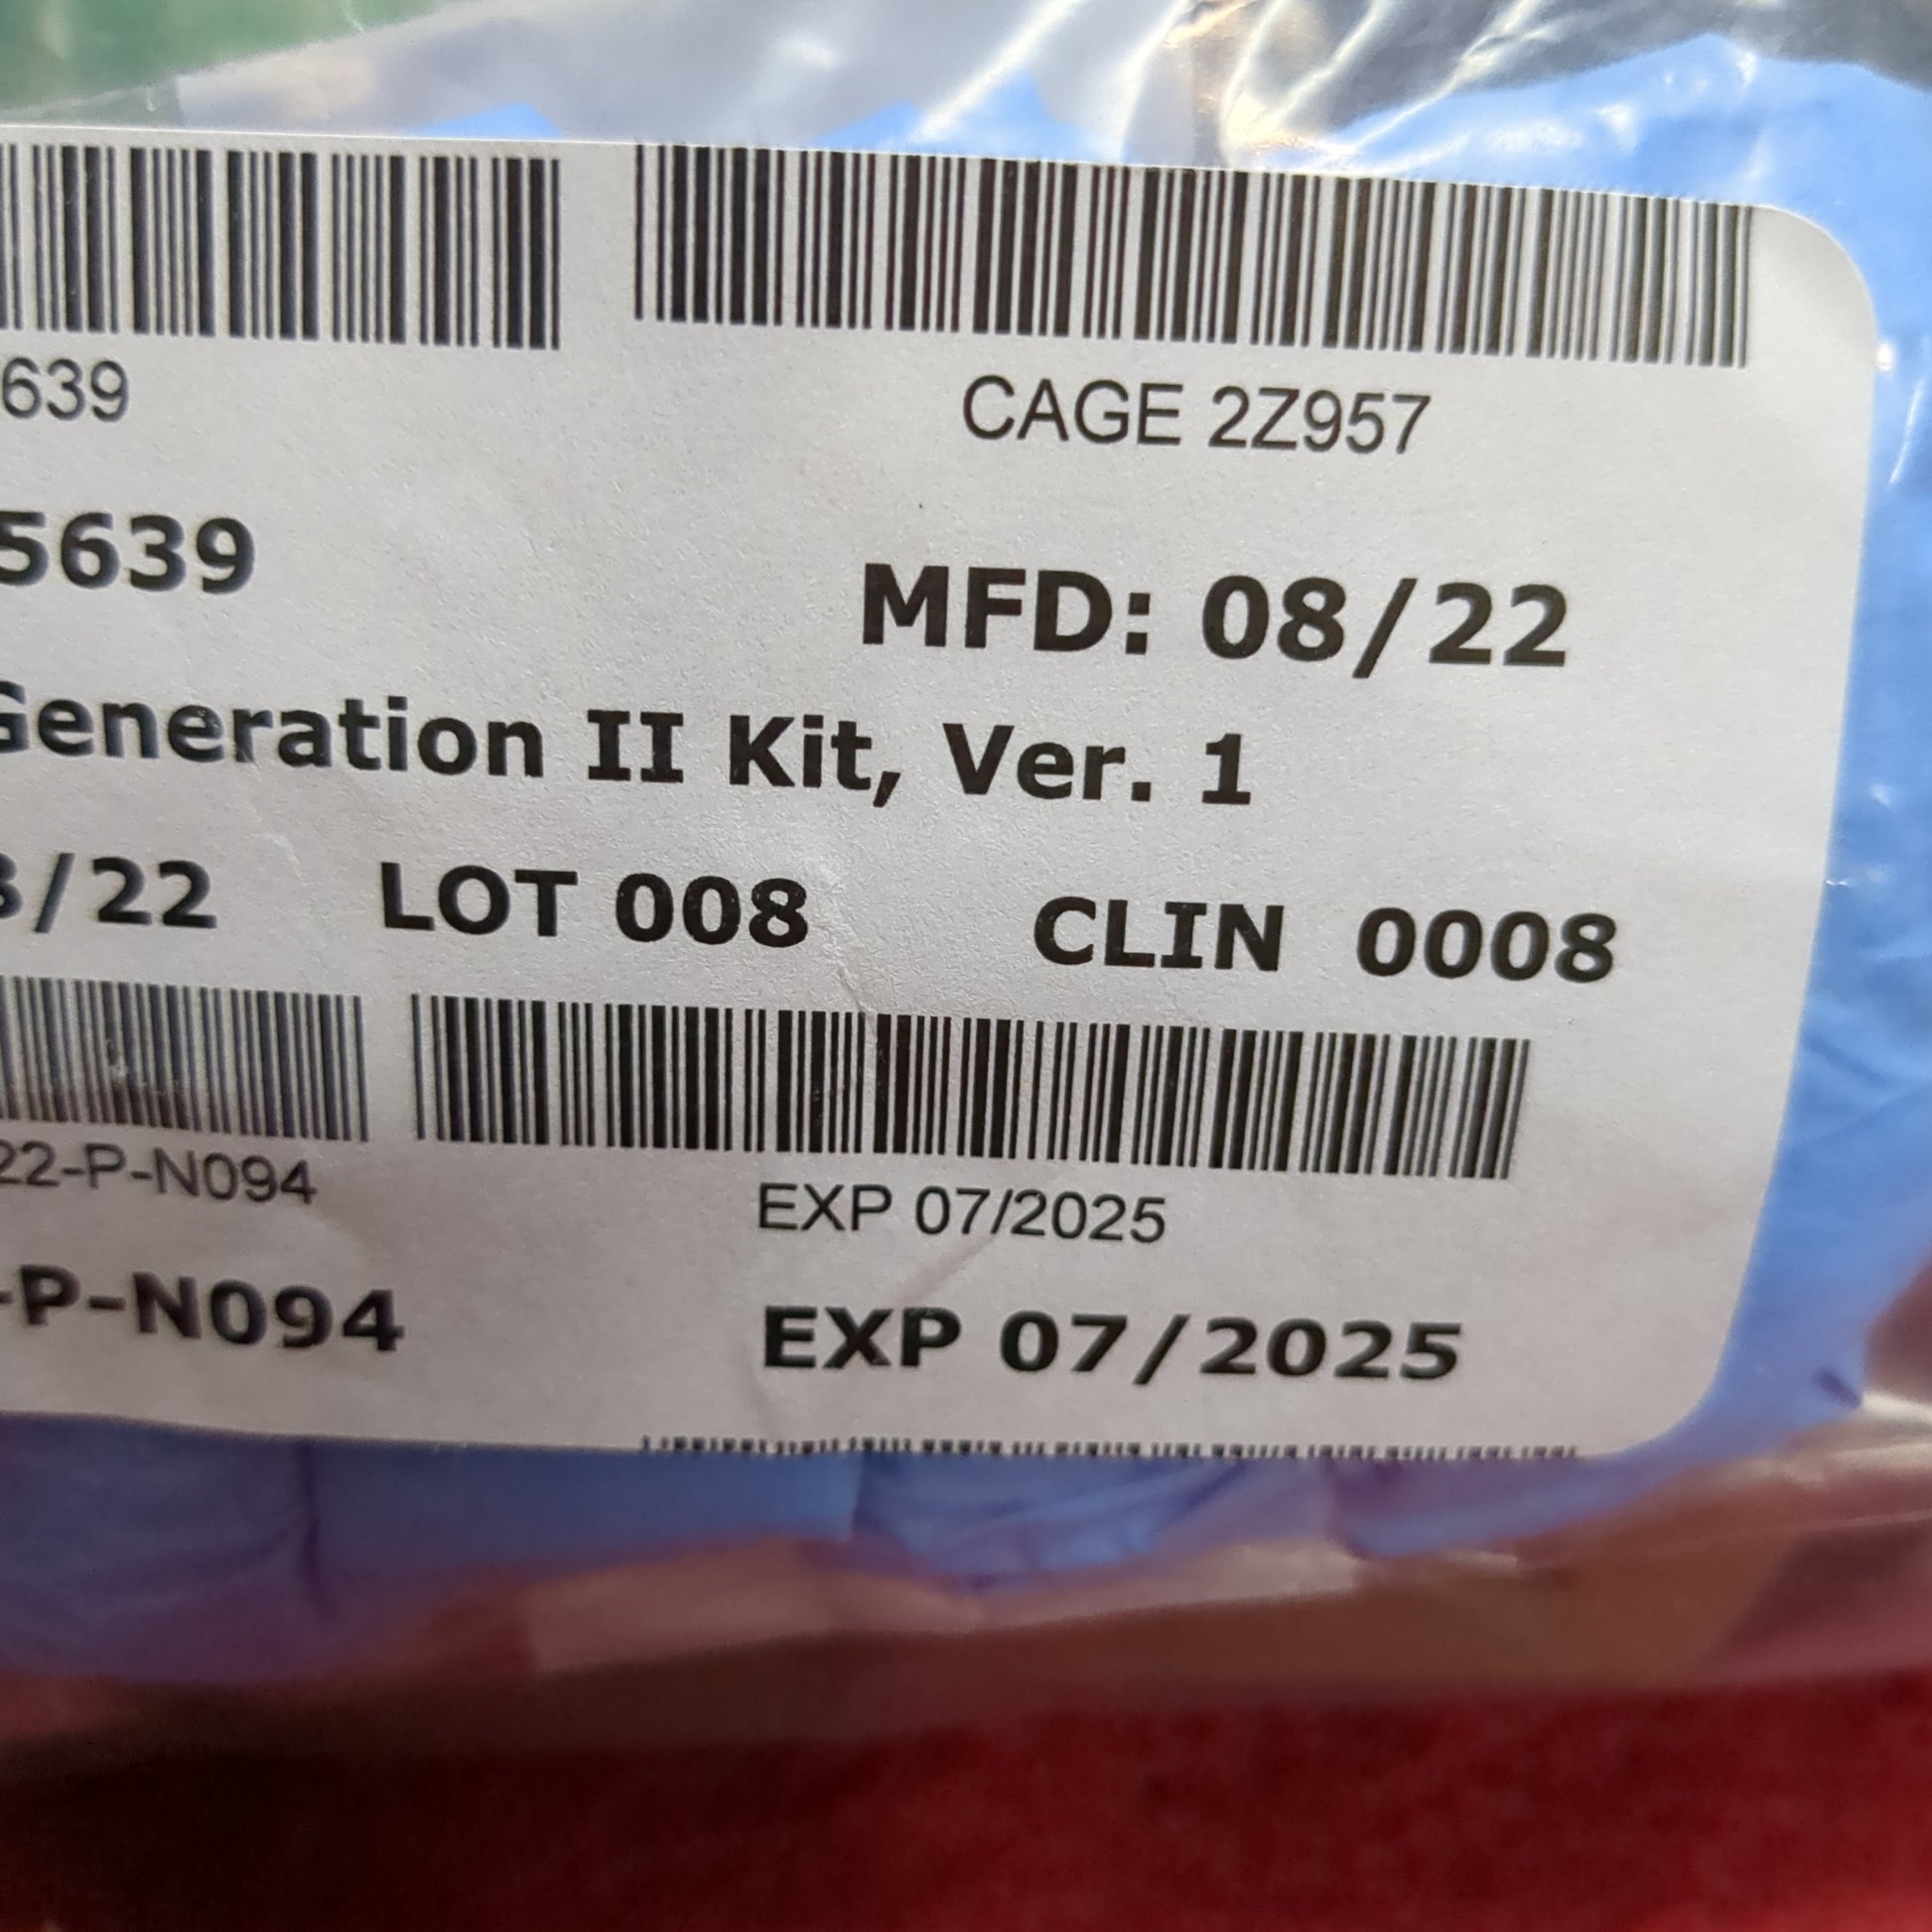 639
CAGE 2Z957
5639
MFD: 08/22
Generation II Kit, Ver. 1
/22 LOT 008 CLIN 0008
22-P-N094
EXP 07/2025
-P-N094
EXP 07/2025